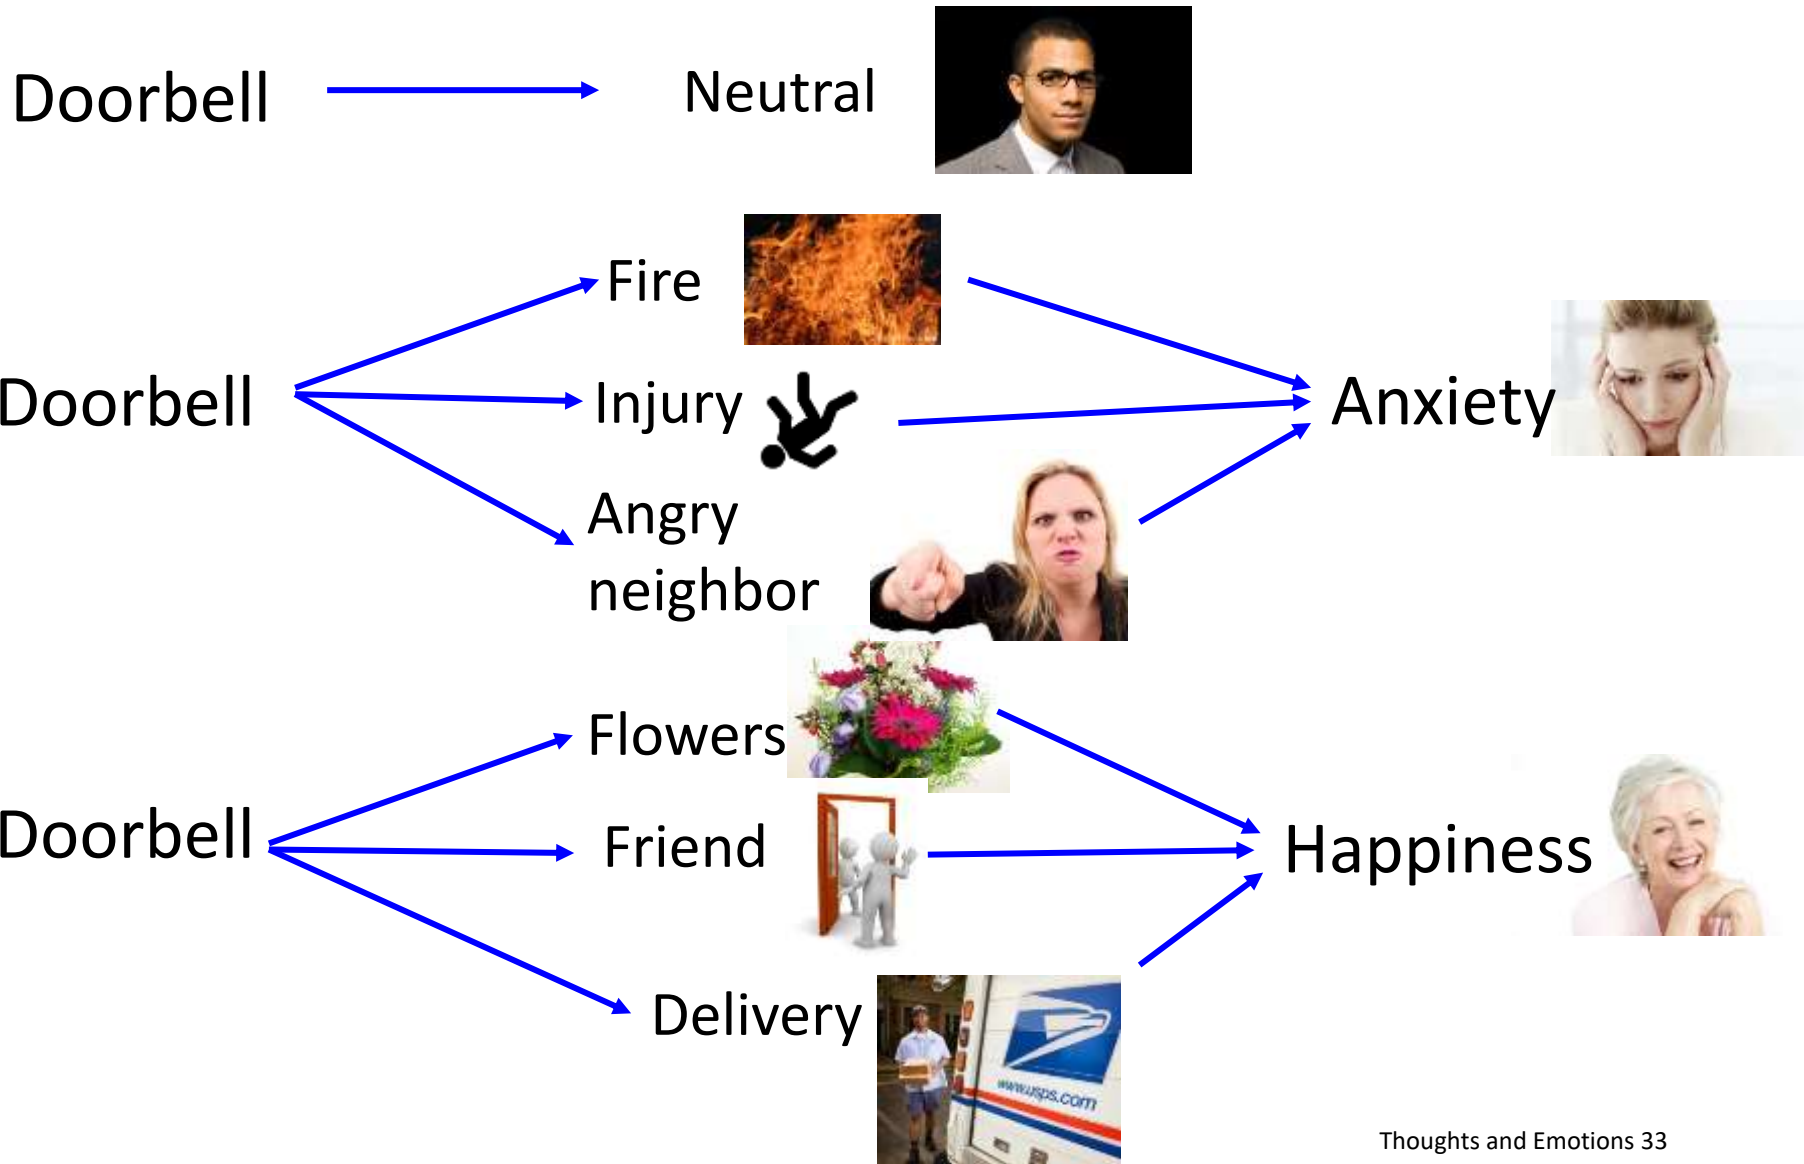 Doorbell
Neutral
Fire
Doorbell
Injury
Anxiety
Angry
neighbor
Flowers
Doorbell
Friend
Happiness
Delivery
www.usps.com
Thoughts and Emotions 33